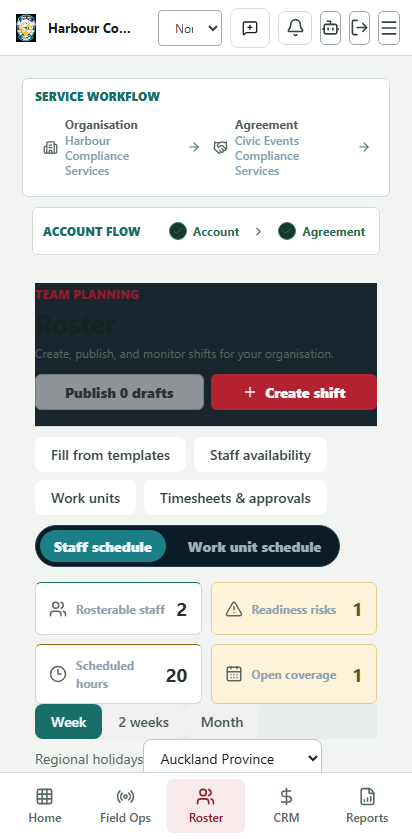 Harbour Co...
Nor
SERVICE WORKFLOW
Organisation
Harbour
Compliance
Services
Agreement
Civic Events
Compliance
Services
ACCOUNT FLOW
Account
Agreement
TEAM PLANNING
Roster
Create, publish, and monitor shifts for your organisation.
Publish 0 drafts
+ Create shift
Fill from templates
Staff availability
Work units
Timesheets & approvals
Staff schedule
Work unit schedule
Rosterable staff 2
Readiness risks 1
Scheduled
hours
20
Open coverage 1
Week
2 weeks
Month
Regional holidays
Auckland Province
Home
Field Ops
Roster
CRM
Reports